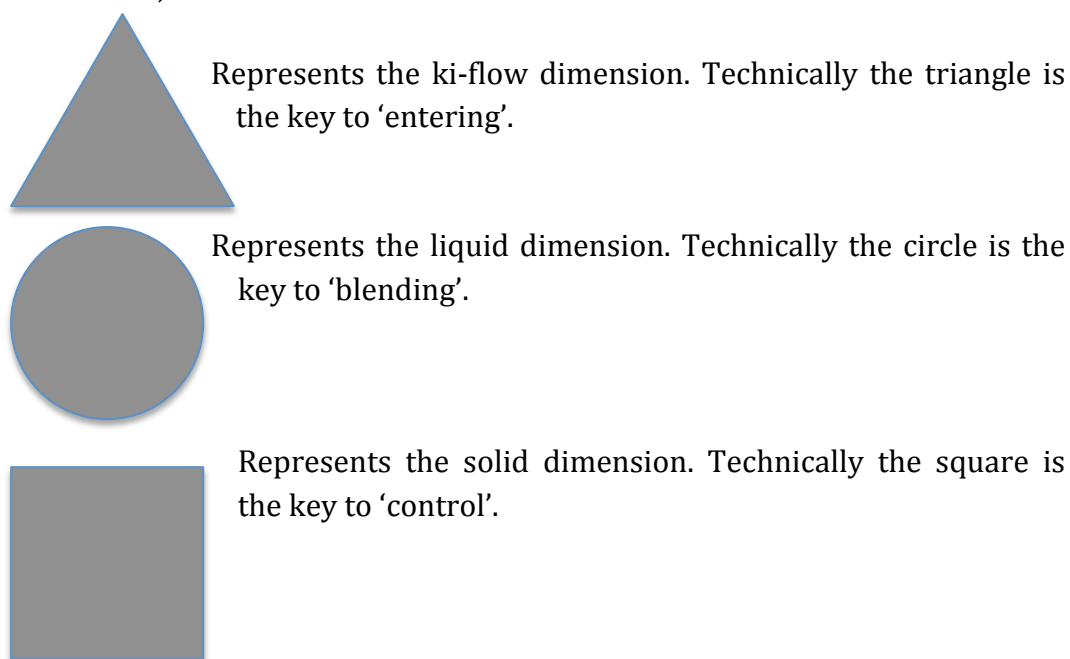 Represents the ki-flow dimension. Technically the triangle is
the key to ‘entering’.
Represents the liquid dimension. Technically the circle is the
key to ‘blending’.
Represents the solid dimension. Technically the square is
the key to ‘control’.